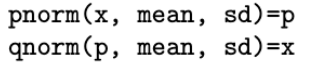 pnorm(x, mean, sd)=p
qnorm(p, mean, sd)=x